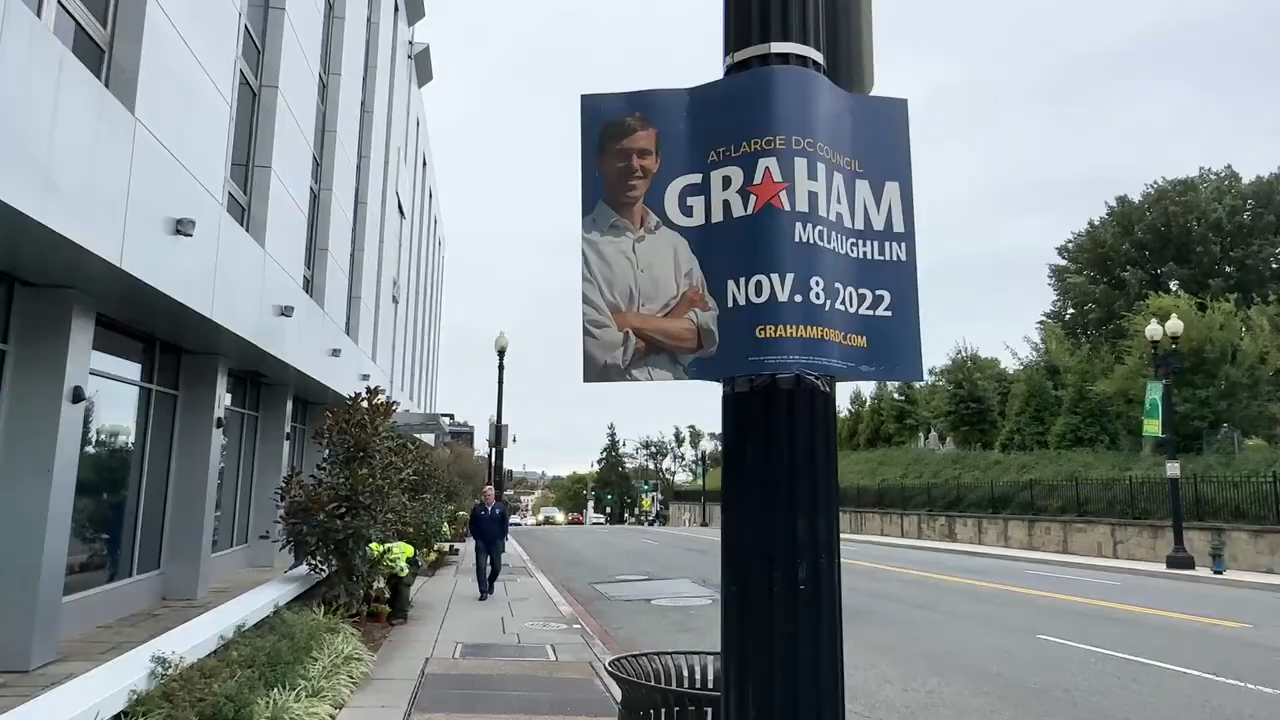 AT-LARGE DC COUNCIL
GRAHAM
MCLAUGHLIN
NOV. 8, 2022
GRAHAMFORDC.COM